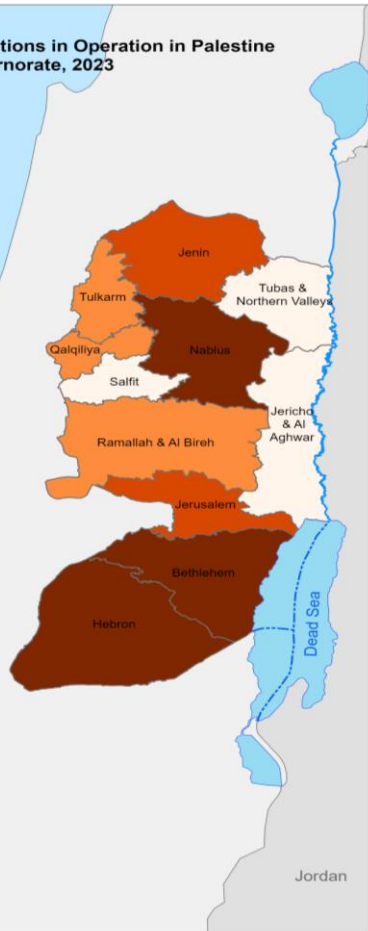 tions in Operation in Palestine
rnorate, 2023
Jenin
Tubas &
Northern Valleys
Tulkarm
Qalqiliya
Nablus
Salfit
Jericho
& Al
Aghwar
Ramallah & Al Bireh
Jerusalem
Bethlehem
Hebron
Dead Sea
Jordan